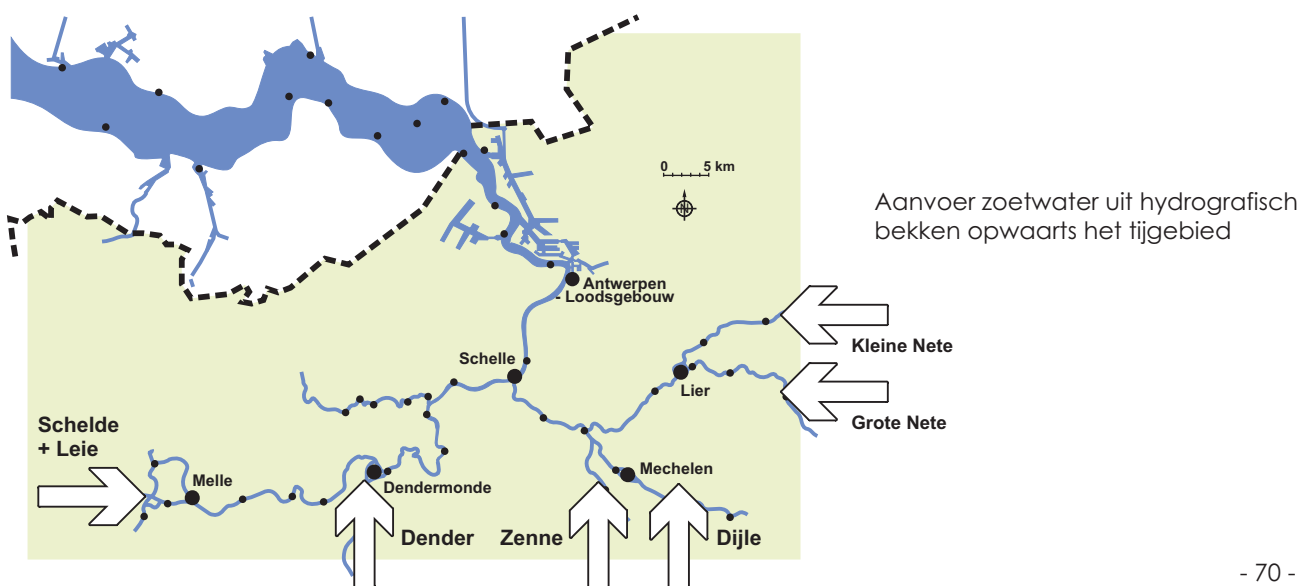 0 5 km
N
Aanvoer zoetwater uit hydrografisch
bekken opwaarts het tijgebied
Antwerpen
- Loodsgebouw
Kleine Nete
Schelle
Lier
Grote Nete
Schelde
+ Leie
Melle
Dendermonde
Mechelen
Dender
Zenne
Dijle
- 70 -